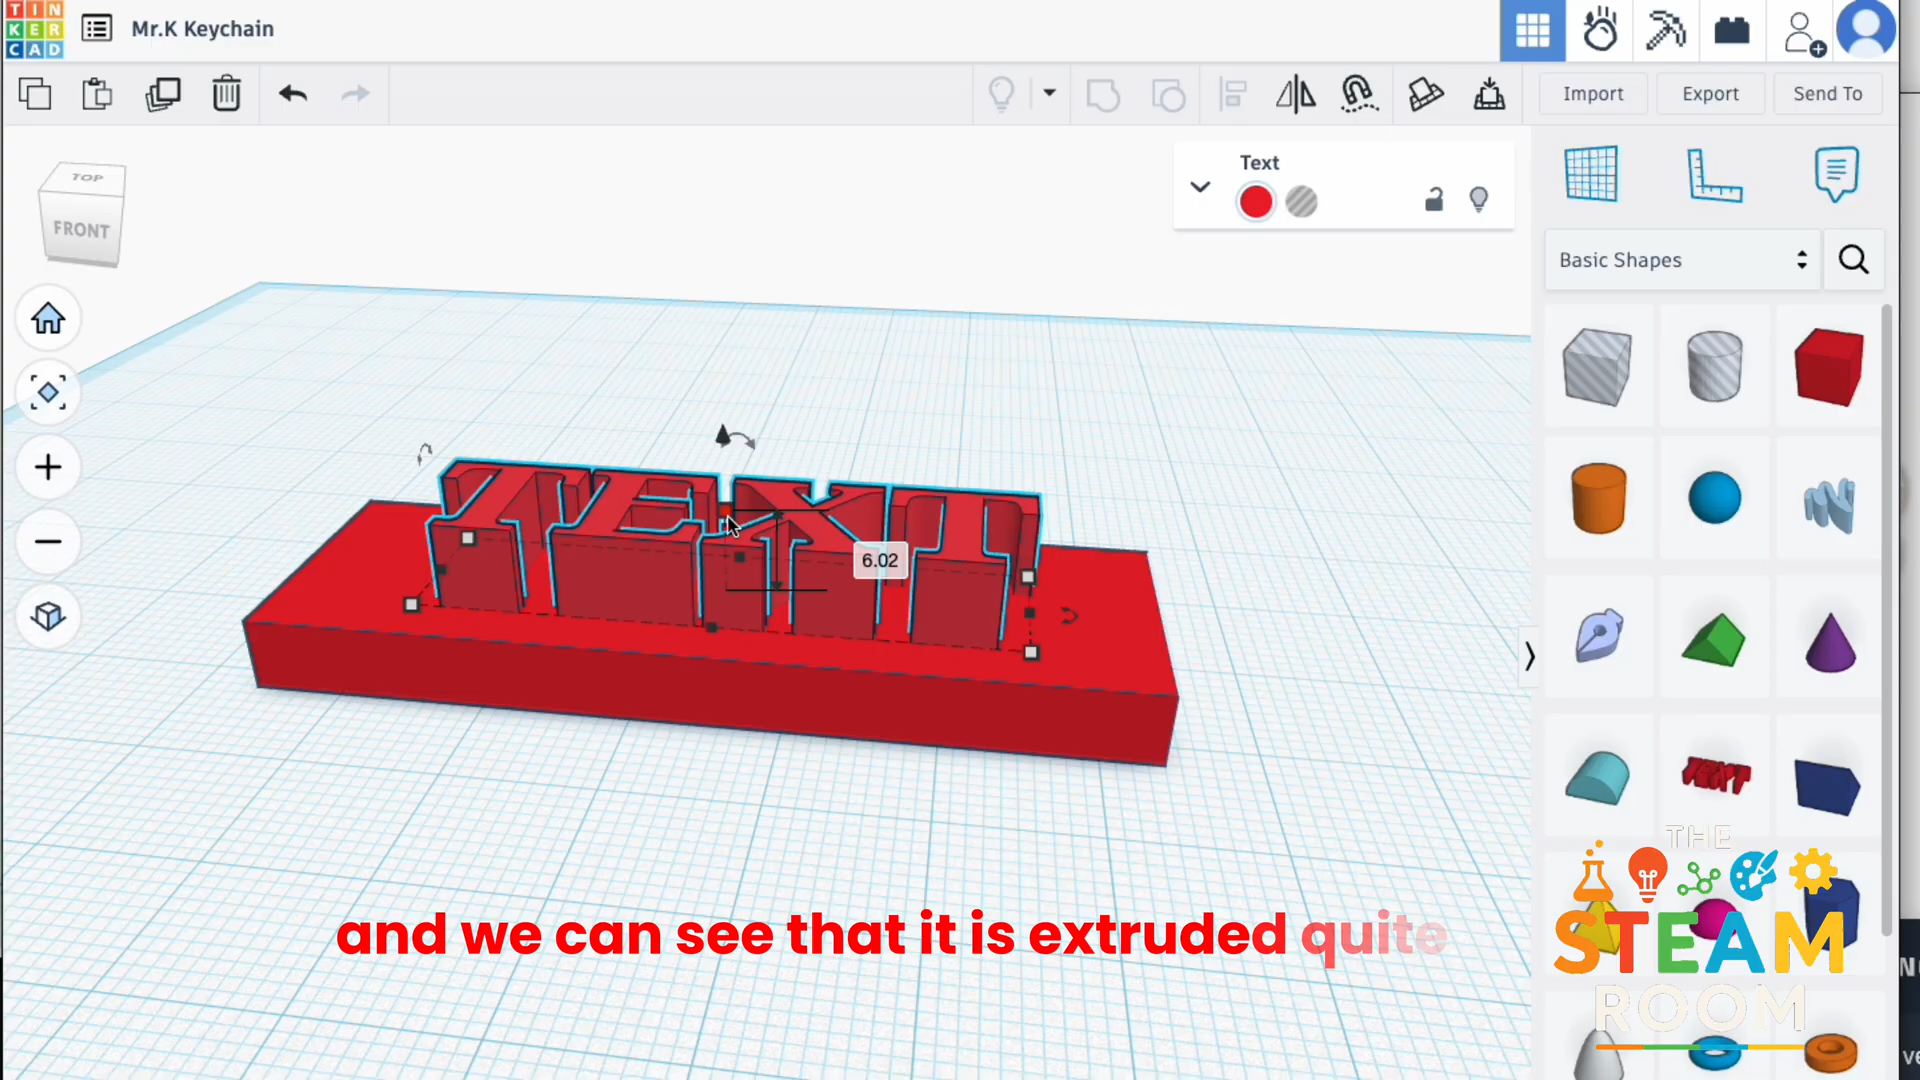 TIN
KER
CAD
Mr.K Keychain
Import
Export
Send To
TOP
FRONT
Text
Basic Shapes
TEXT
6.02
TEXT
and we can see that it is extruded quite
THE
STEAM
ROOM